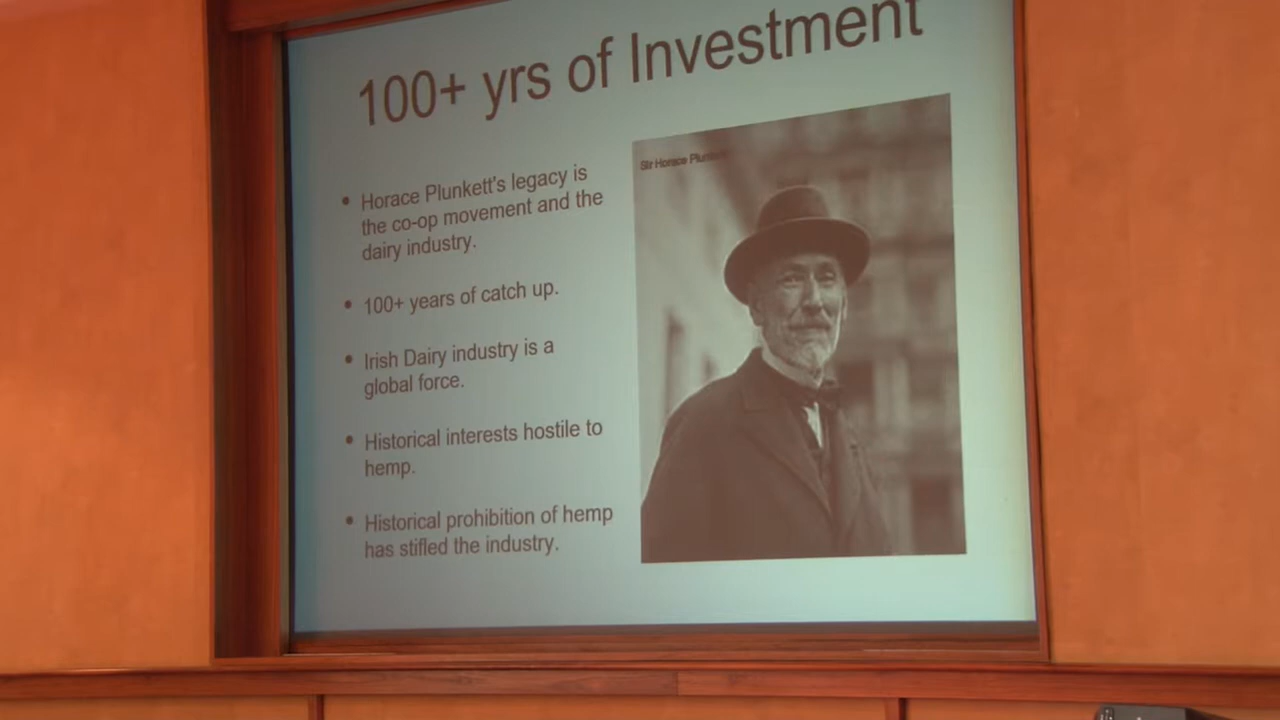 100+ yrs of Investment
• Horace Plunkett's legacy is
the co-op movement and the
dairy industry.
• 100+ years of catch up.
• Irish Dairy industry is a
global force.
• Historical interests hostile to
hemp.
• Historical prohibition of hemp
has stifled the industry.
Sir Horace Plunkett